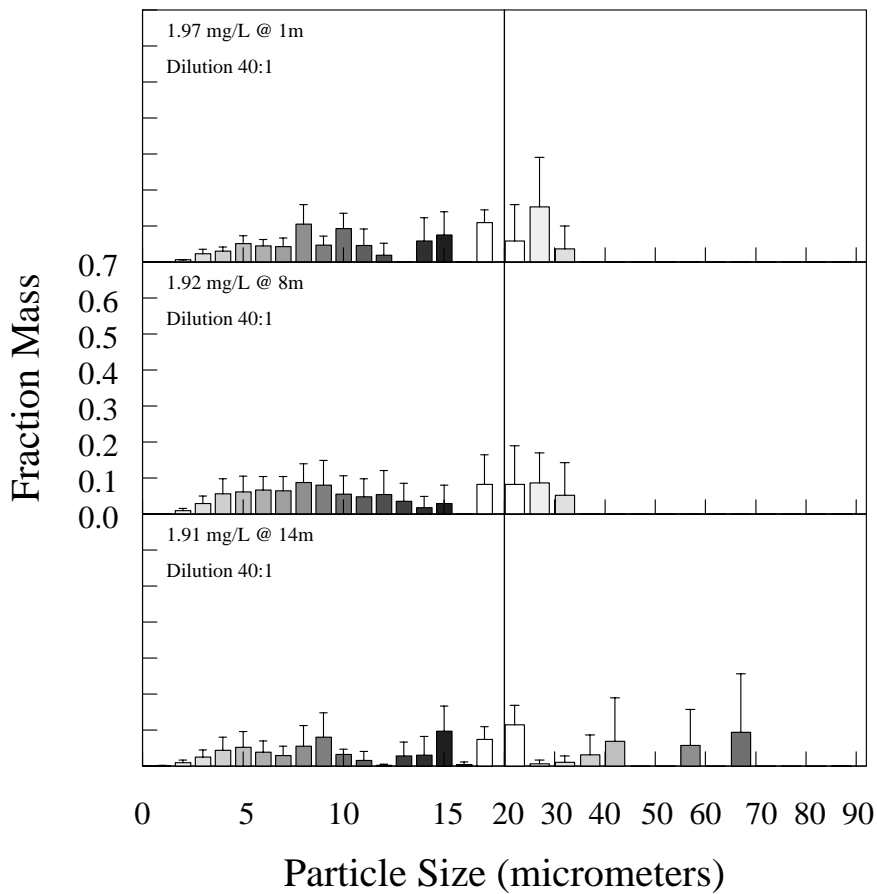 1.97 mg/L @ 1m
Dilution 40:1
Fraction Mass
0.7
0.6
0.5
0.4
0.3
0.2
0.1
0.0
1.92 mg/L @ 8m
Dilution 40:1
1.91 mg/L @ 14m
Dilution 40:1
0 5 10 15 20 30 40 50 60 70 80 90
Particle Size (micrometers)